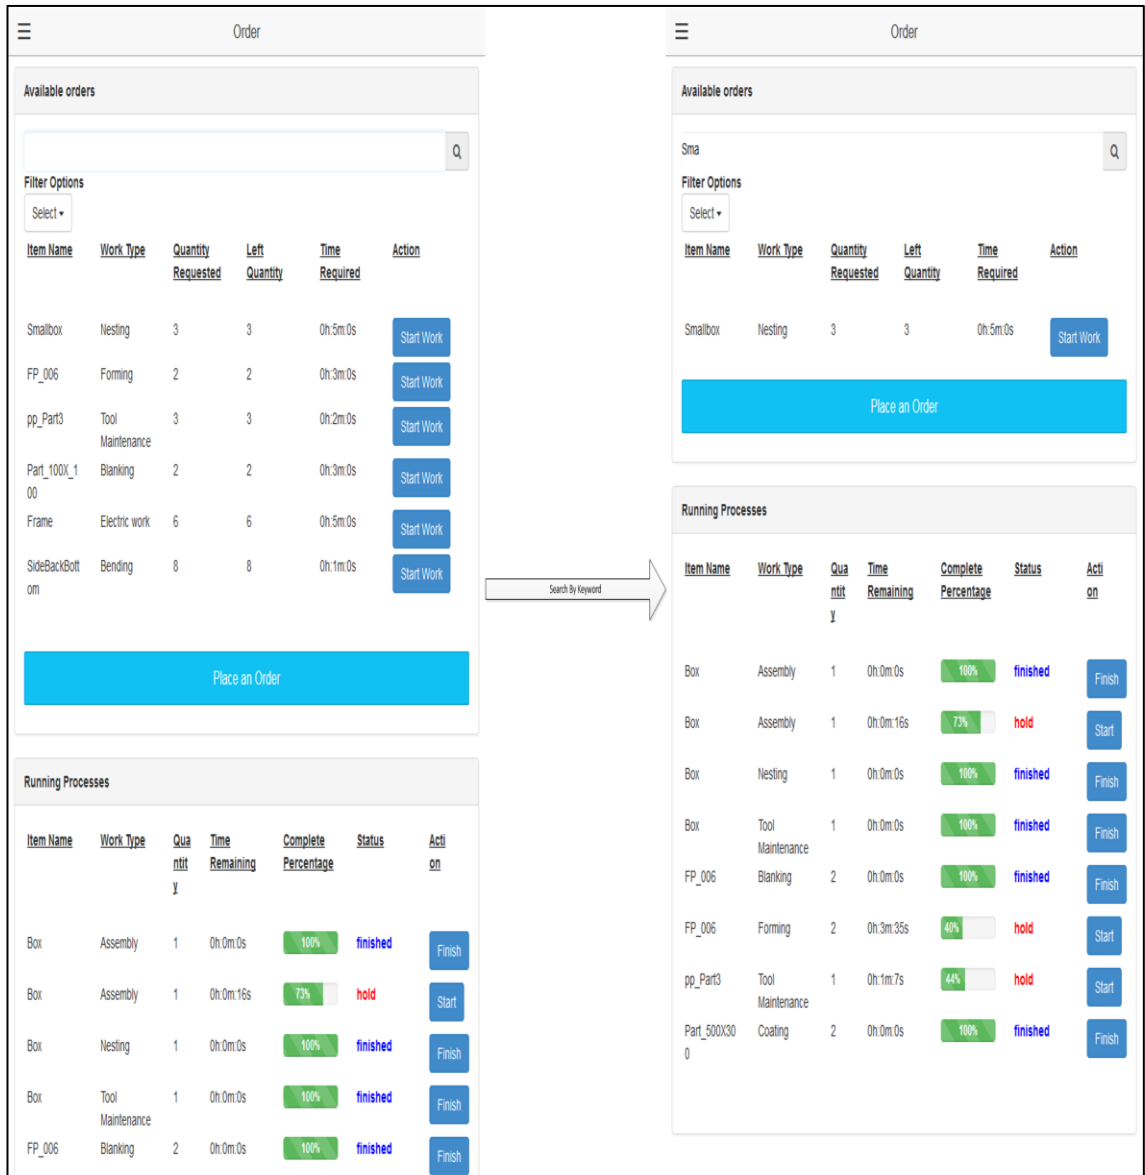 ☰ Order
Available orders
Filter Options
Select ▾
Item Name Work Type Quantity Left Time Action
Requested Quantity Required
Smallbox Nesting 3 3 0h:5m:0s Start Work
FP_006 Forming 2 2 0h:3m:0s Start Work
pp_Part3 Tool 3 3 0h:2m:0s Start Work
Maintenance
Part_100X_1 Blanking 2 2 0h:3m:0s Start Work
00
Frame Electric work 6 6 0h:5m:0s Start Work
SideBackBott Bending 8 8 0h:1m:0s Start Work
om
Place an Order
Running Processes
Item Name Work Type Qua Time Complete Status Acti
ntit Remaining Percentage on
y
Box Assembly 1 0h:0m:0s 100% finished Finish
Box Assembly 1 0h:0m:16s 73% hold Start
Box Nesting 1 0h:0m:0s 100% finished Finish
Box Tool 1 0h:0m:0s 100% finished Finish
Maintenance
FP_006 Blanking 2 0h:0m:0s 100% finished Finish
Search By Keyword
☰ Order
Available orders
Sma
Filter Options
Select ▾
Item Name Work Type Quantity Left Time Action
Requested Quantity Required
Smallbox Nesting 3 3 0h:5m:0s Start Work
Place an Order
Running Processes
Item Name Work Type Qua Time Complete Status Acti
ntit Remaining Percentage on
y
Box Assembly 1 0h:0m:0s 100% finished Finish
Box Assembly 1 0h:0m:16s 73% hold Start
Box Nesting 1 0h:0m:0s 100% finished Finish
Box Tool 1 0h:0m:0s 100% finished Finish
Maintenance
FP_006 Blanking 2 0h:0m:0s 100% finished Finish
FP_006 Forming 2 0h:3m:35s 40% hold Start
pp_Part3 Tool 1 0h:1m:7s 44% hold Start
Maintenance
Part_500X30 Coating 2 0h:0m:0s 100% finished Finish
0